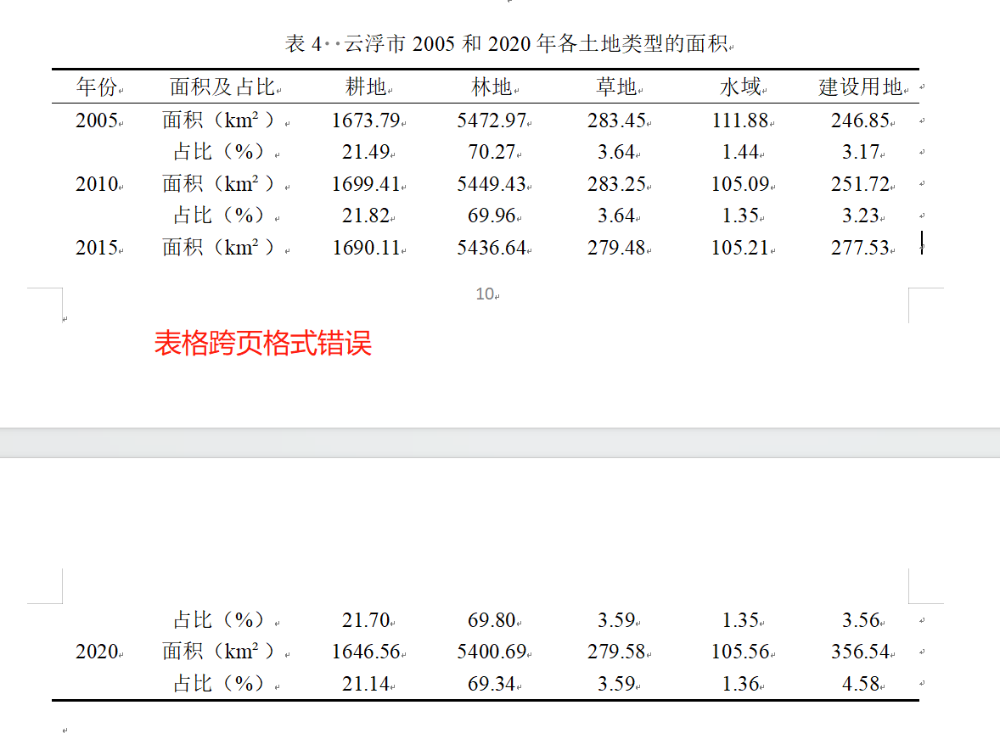 表 4 云浮市 2005 和 2020 年各土地类型的面积
年份 面积及占比 耕地 林地 草地 水域 建设用地
2005 面积（km²） 1673.79 5472.97 283.45 111.88 246.85
占比（%） 21.49 70.27 3.64 1.44 3.17
2010 面积（km²） 1699.41 5449.43 283.25 105.09 251.72
占比（%） 21.82 69.96 3.64 1.35 3.23
2015 面积（km²） 1690.11 5436.64 279.48 105.21 277.53
10
表格跨页格式错误
占比（%） 21.70 69.80 3.59 1.35 3.56
2020 面积（km²） 1646.56 5400.69 279.58 105.56 356.54
占比（%） 21.14 69.34 3.59 1.36 4.58